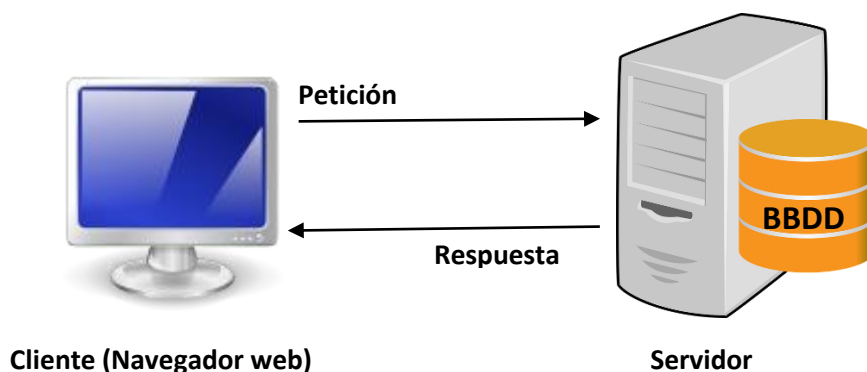 Petición
BBDD
Respuesta
Cliente (Navegador web)
Servidor